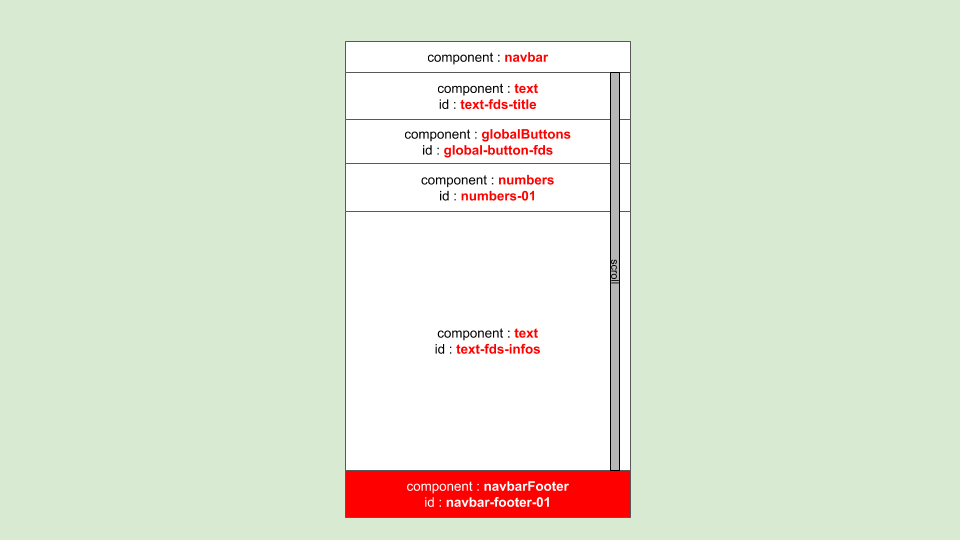 component : navbar
component : text
id : text-fds-title
component : globalButtons
id : global-button-fds
component : numbers
id : numbers-01
scroll
component : text
id : text-fds-infos
component : navbarFooter
id : navbar-footer-01